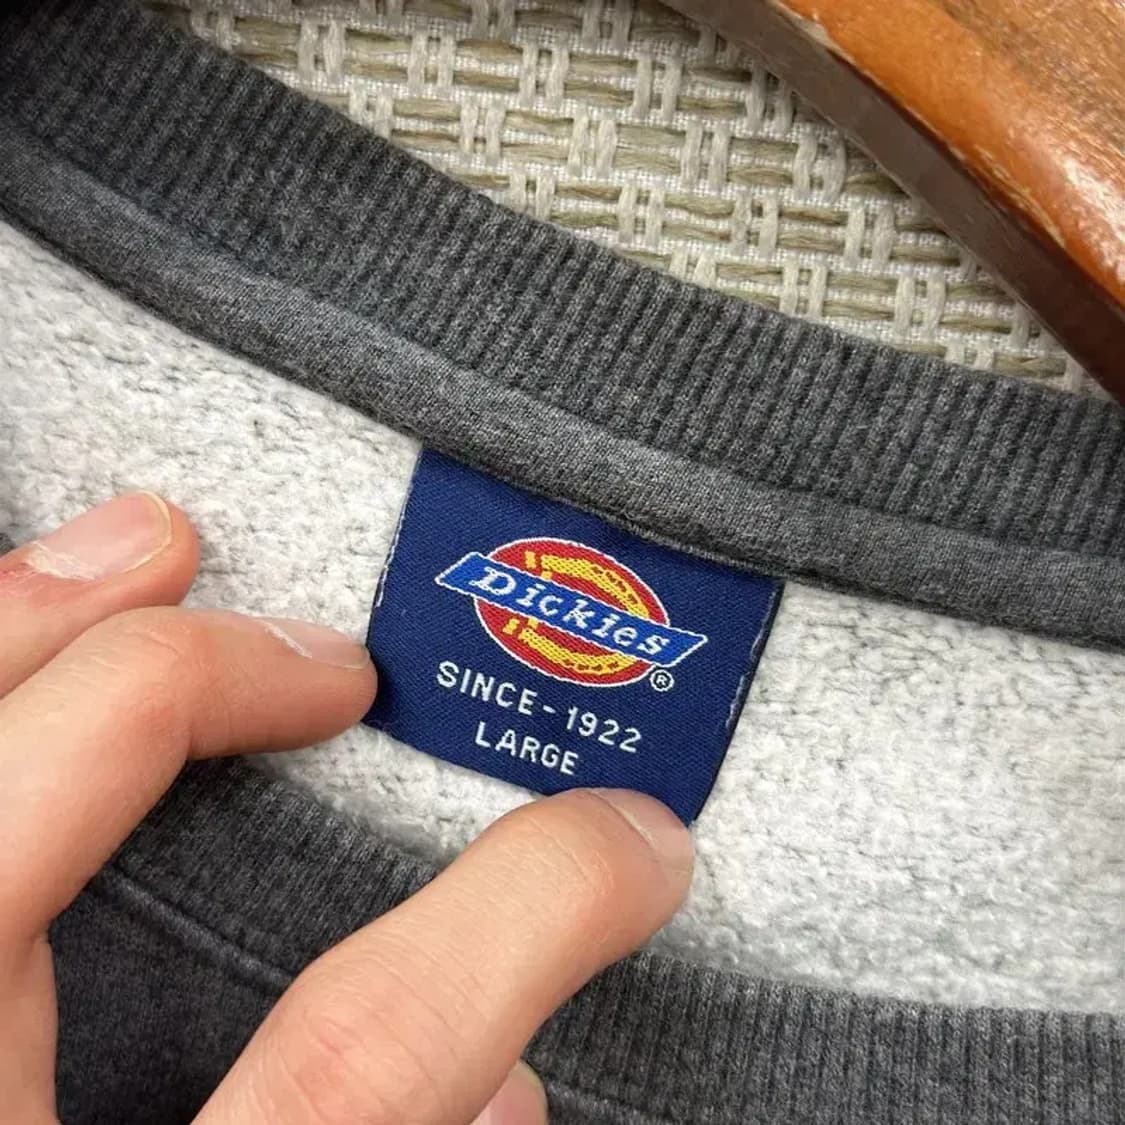 Dickies
®
SINCE-1922
LARGE